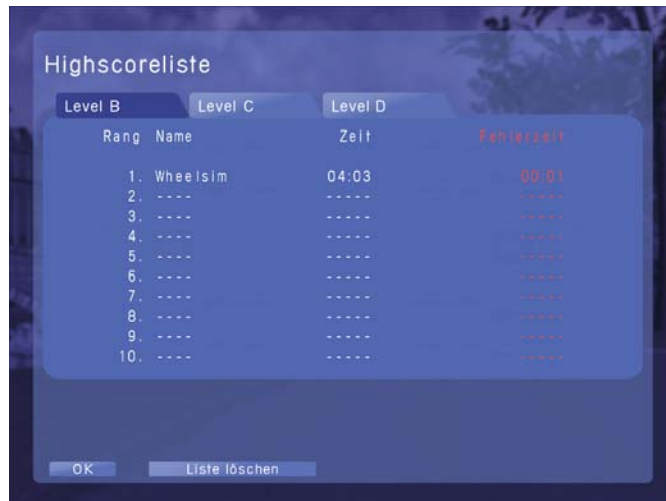 Highscoreliste
Level B Level C Level D
Rang Name Zeit Fehlerzeit
1. Wheelsim 04:03 00:01
2. ---- ----- -----
3. ---- ----- -----
4. ---- ----- -----
5. ---- ----- -----
6. ---- ----- -----
7. ---- ----- -----
8. ---- ----- -----
9. ---- ----- -----
10. ---- ----- -----
OK Liste löschen